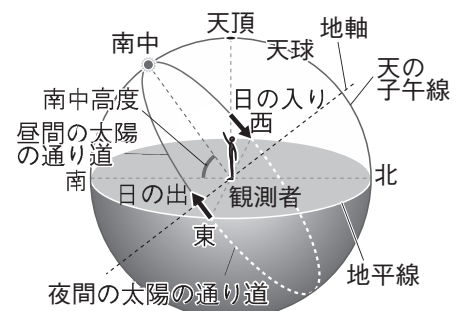 天頂
地軸
南中
天球
天の
子午線
南中高度
日の入り
西
昼間の太陽
の通り道
南
北
日の出
観測者
東
地平線
夜間の太陽の通り道